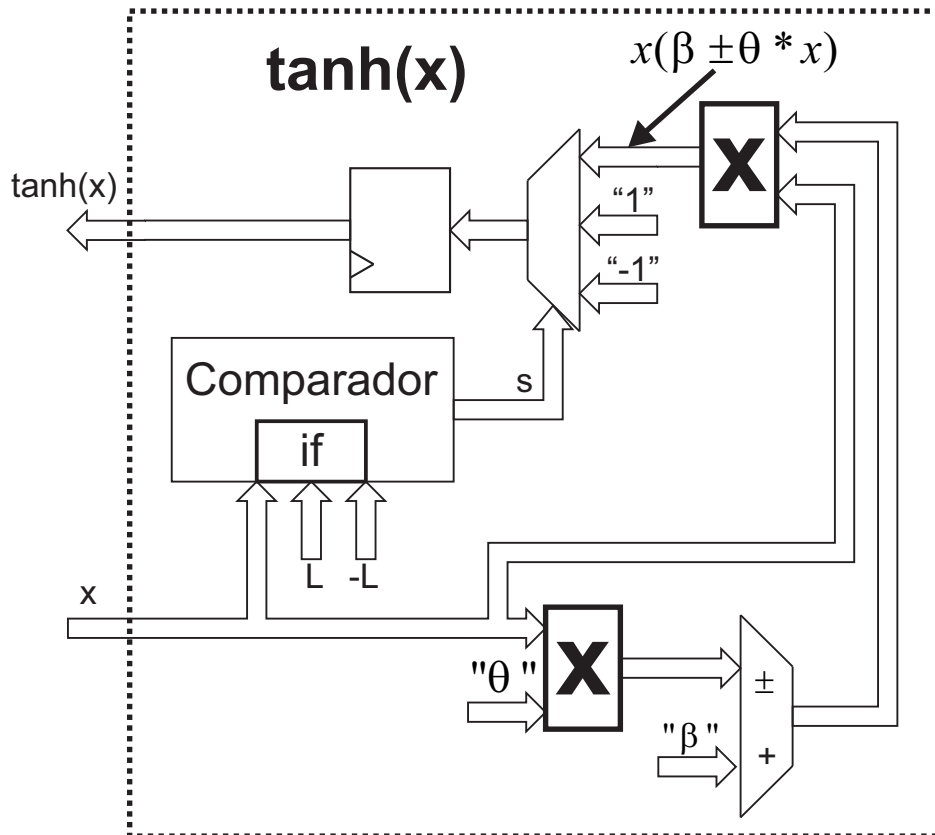 tanh(x)
x(β ±θ * x)
X
tanh(x)
“1”
“-1”
Comparador
if
s
L
-L
x
X
"θ "
±
"β"
+